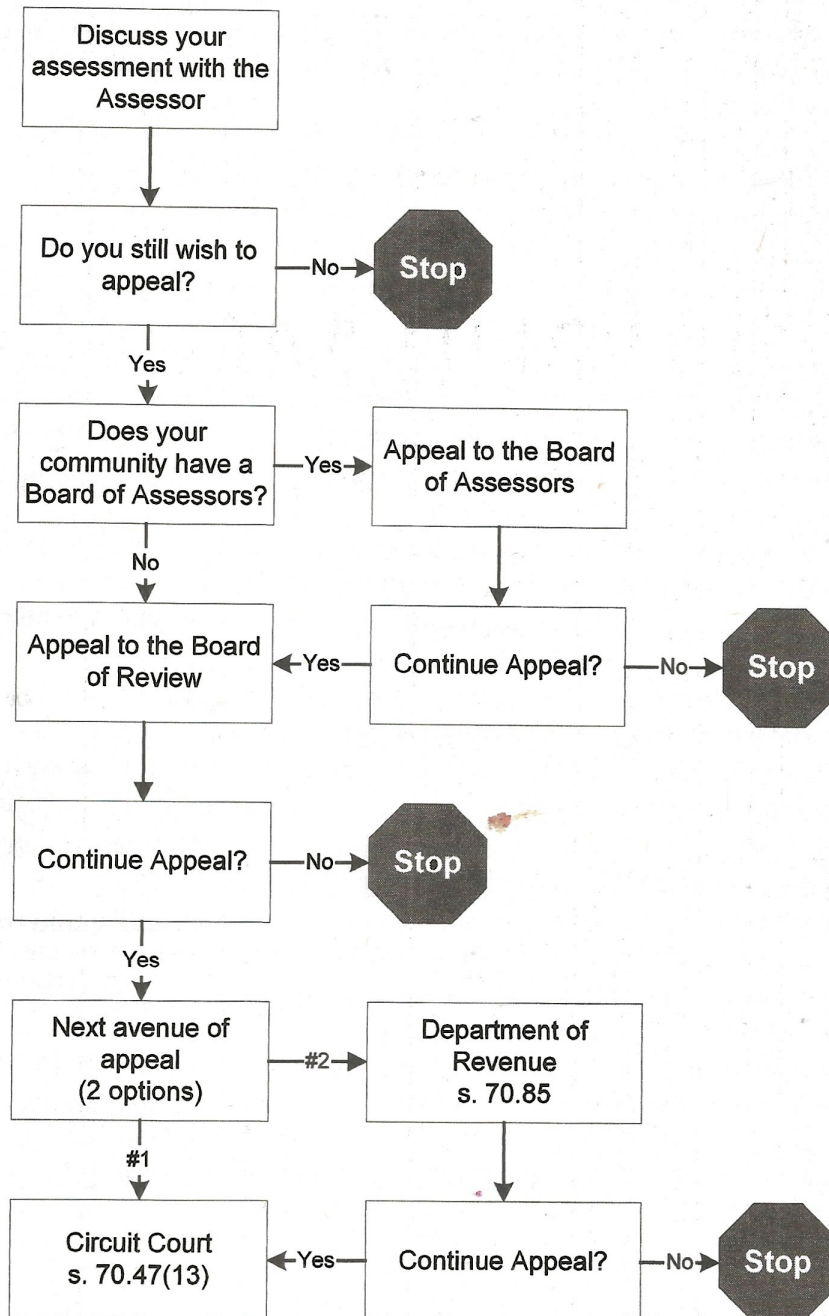 Discuss your
assessment with the
Assessor
Do you still wish to
appeal?
No
Stop
Yes
Does your
community have a
Board of Assessors?
Yes
Appeal to the Board
of Assessors
No
Appeal to the Board
of Review
Yes
Continue Appeal?
No
Stop
Continue Appeal?
No
Stop
Yes
Next avenue of
appeal
(2 options)
#2
Department of
Revenue
s. 70.85
#1
Circuit Court
s. 70.47(13)
Yes
Continue Appeal?
No
Stop